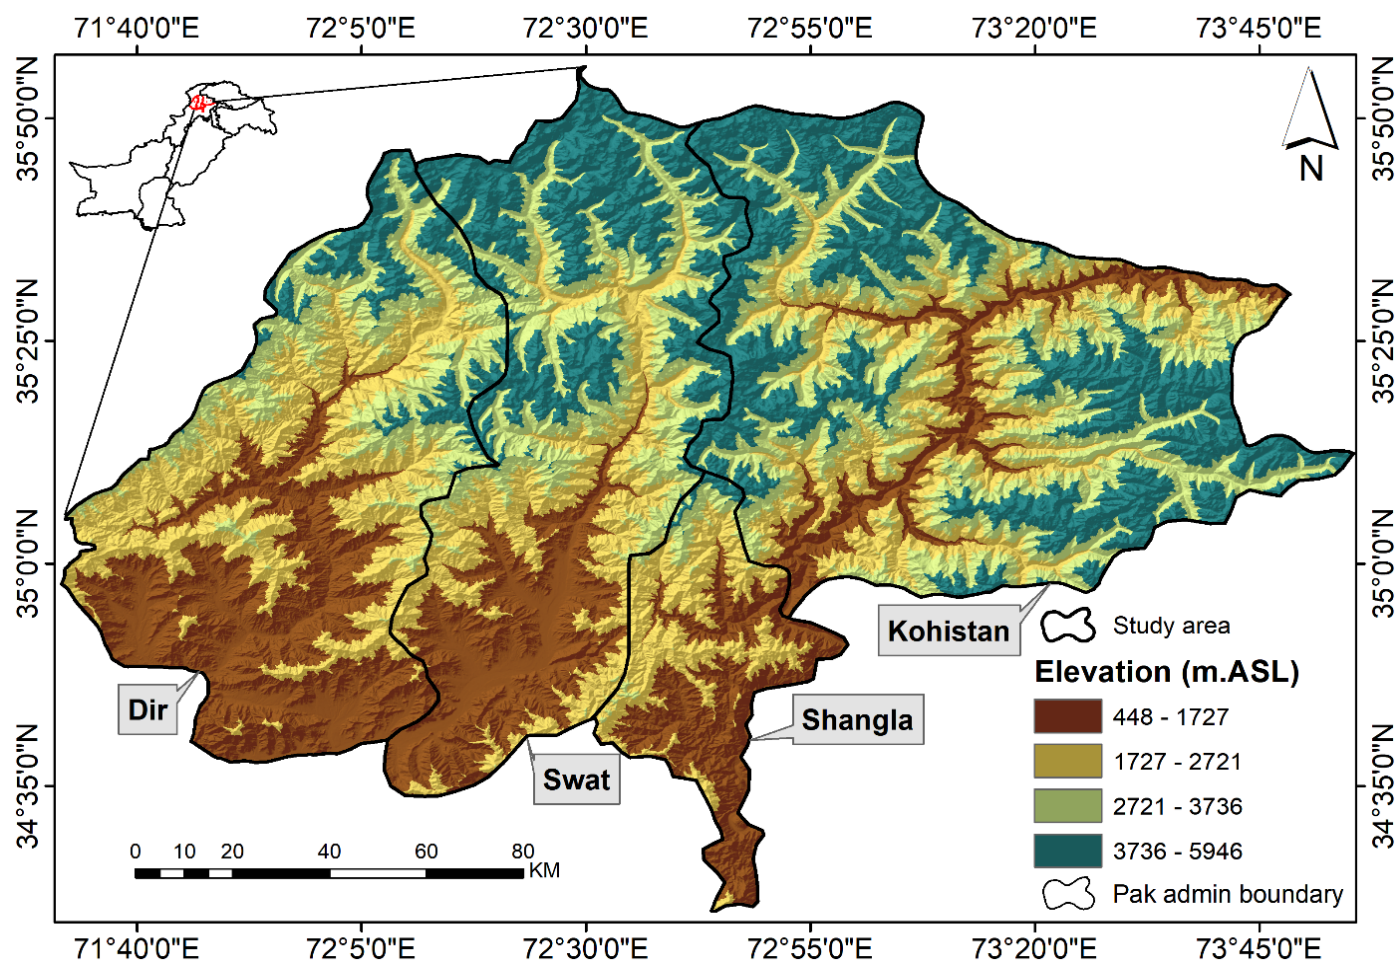 71°40'0"E 72°5'0"E 72°30'0"E 72°55'0"E 73°20'0"E 73°45'0"E
35°50'0"N
35°50'0"N
N
35°25'0"N
35°25'0"N
35°0'0"N
35°0'0"N
Kohistan
Study area
Elevation (m.ASL)
Dir
Shangla
448 - 1727
Swat
1727 - 2721
34°35'0"N
34°35'0"N
2721 - 3736
0 10 20 40 60 80
KM
3736 - 5946
Pak admin boundary
71°40'0"E 72°5'0"E 72°30'0"E 72°55'0"E 73°20'0"E 73°45'0"E